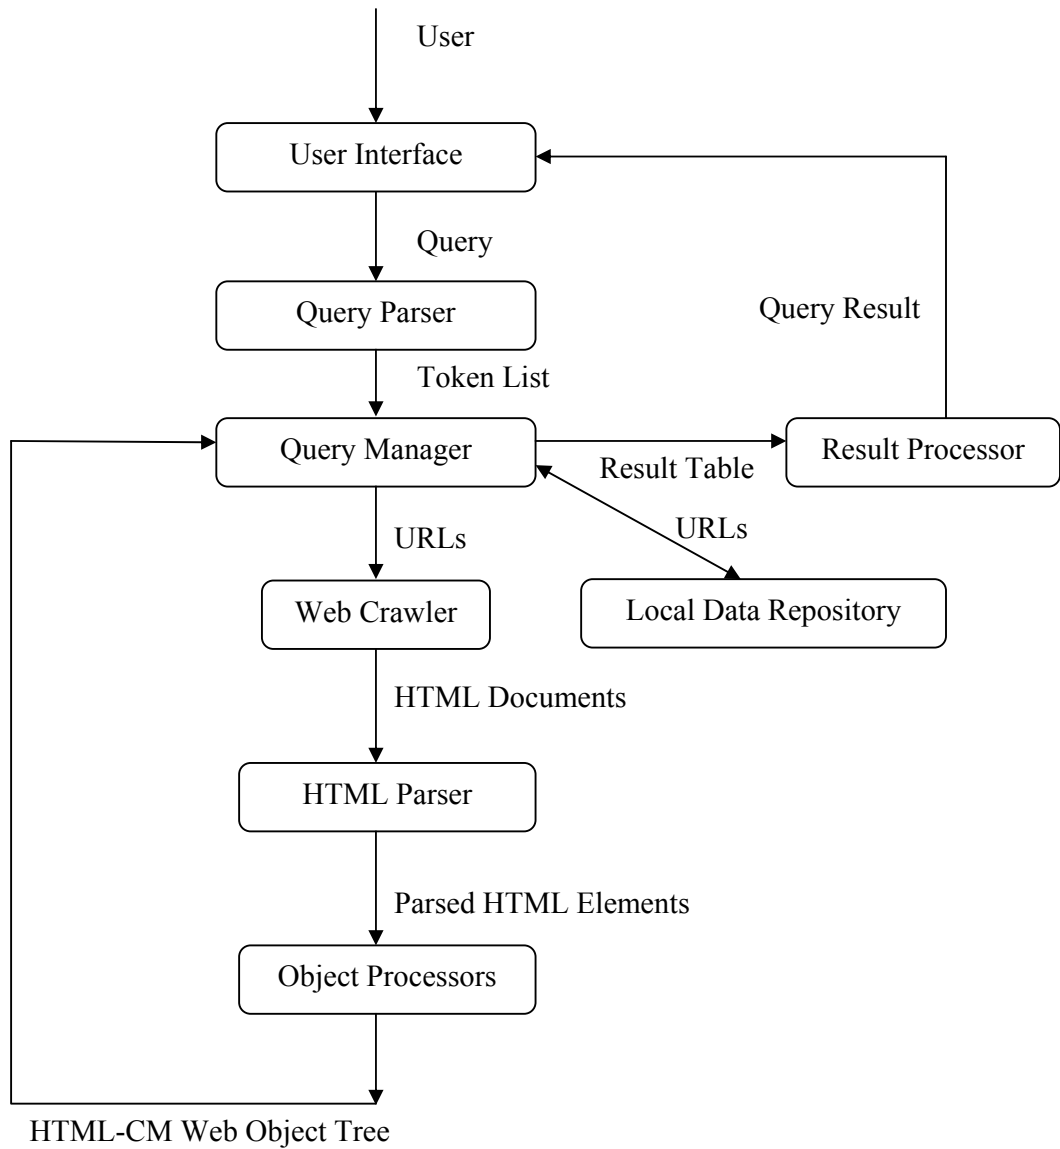 User
User Interface
Query
Query Parser
Query Result
Token List
Query Manager
Result Processor
Result Table
URLs
URLs
Web Crawler
Local Data Repository
HTML Documents
HTML Parser
Parsed HTML Elements
Object Processors
HTML-CM Web Object Tree